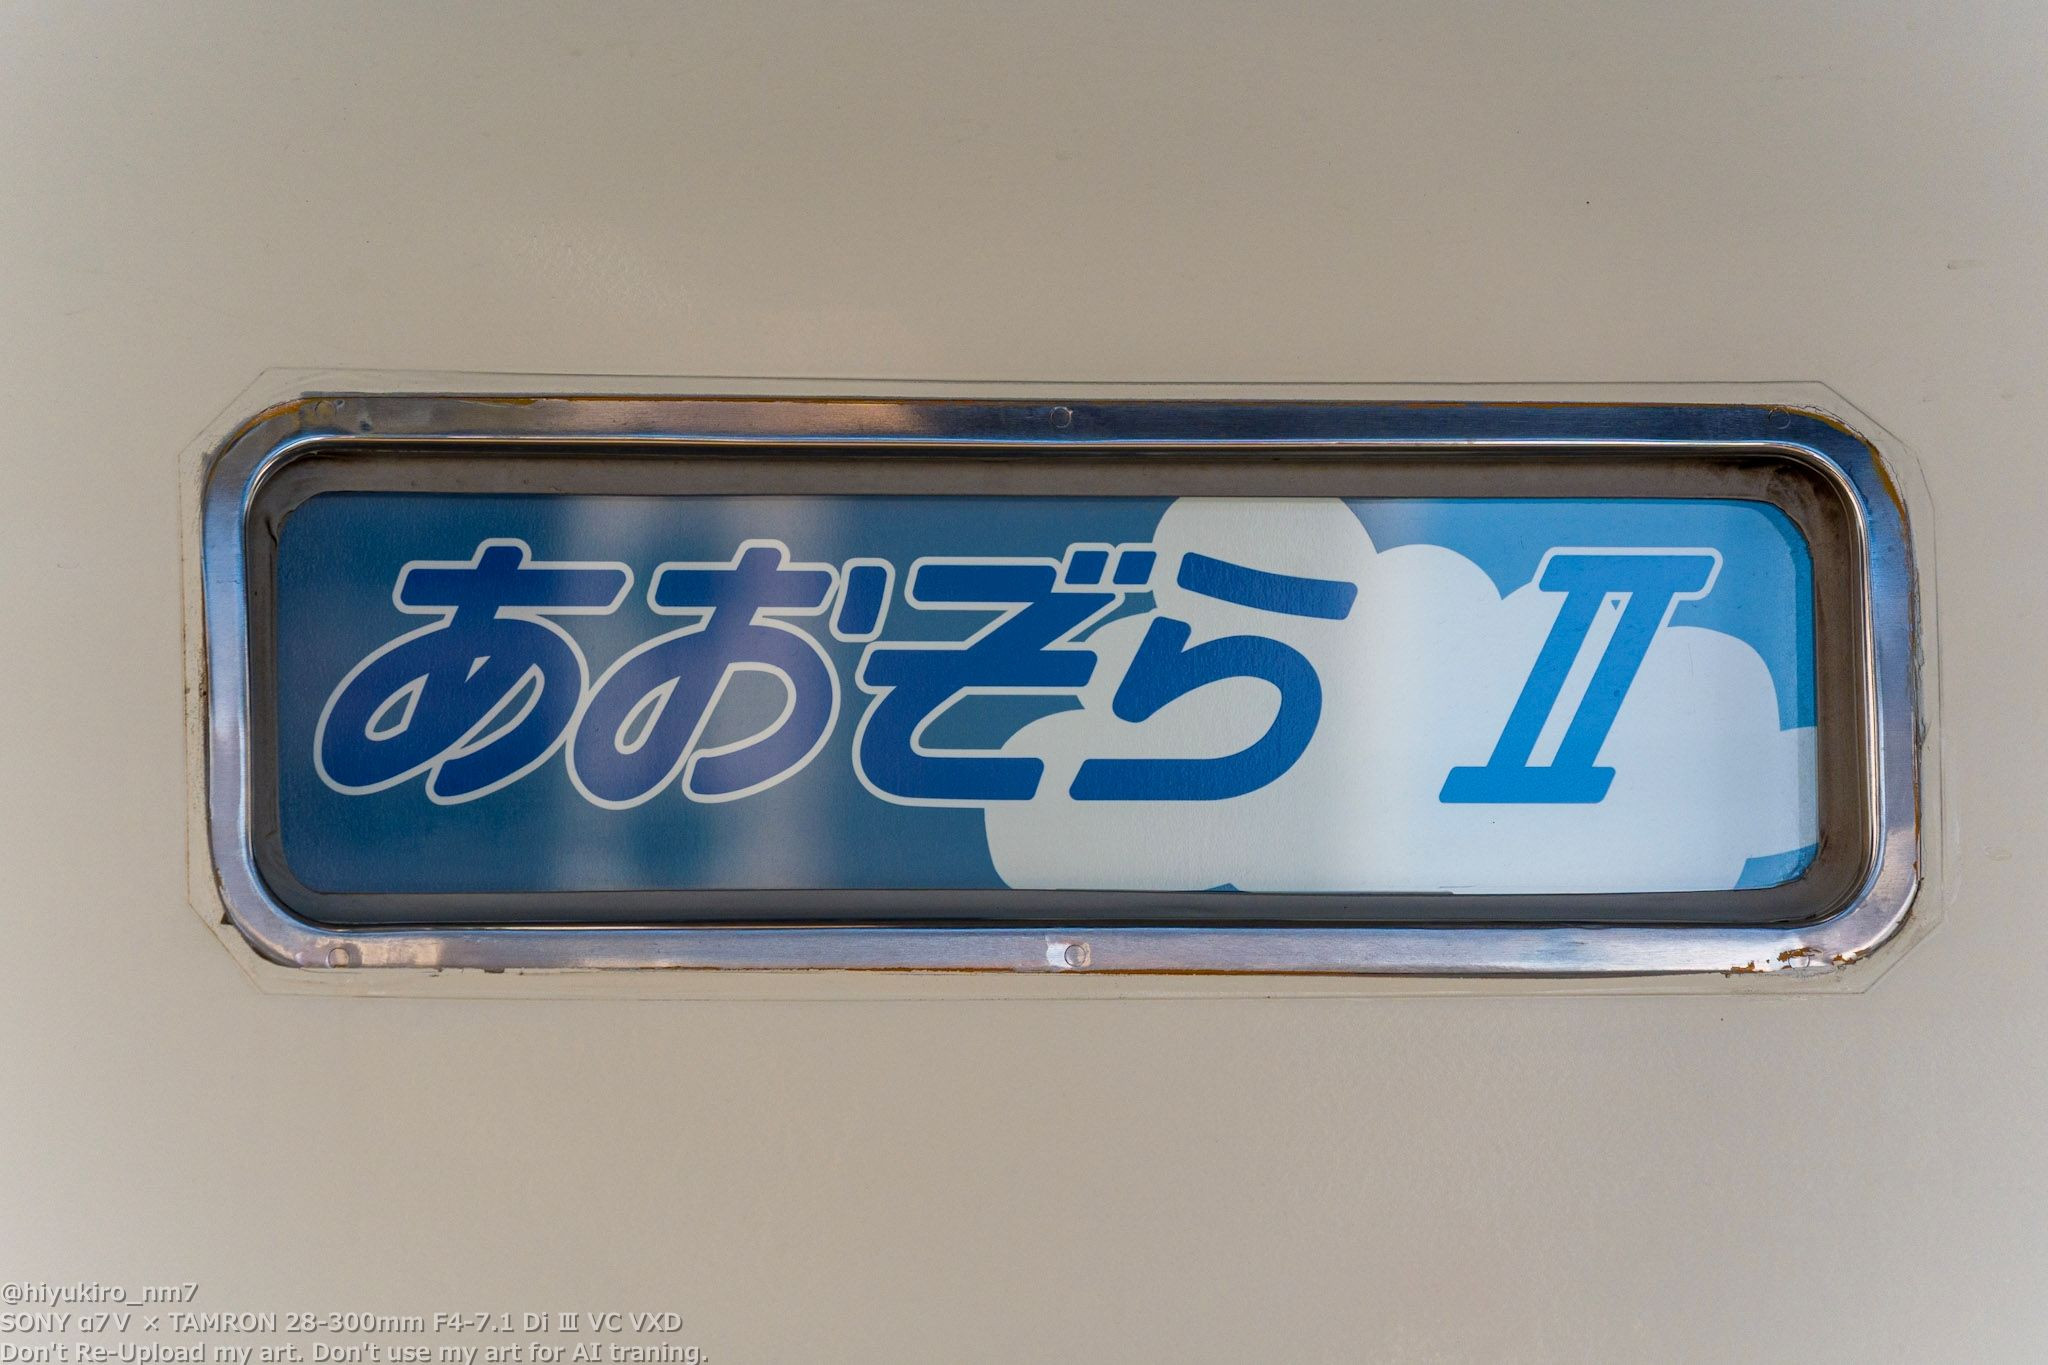 あおぞら Ⅱ
@hiyukiro_nm7
SONY α7Ⅴ × TAMRON 28-300mm F4-7.1 Di Ⅲ VC VXD
Don't Re-Upload my art. Don't use my art for AI traning.